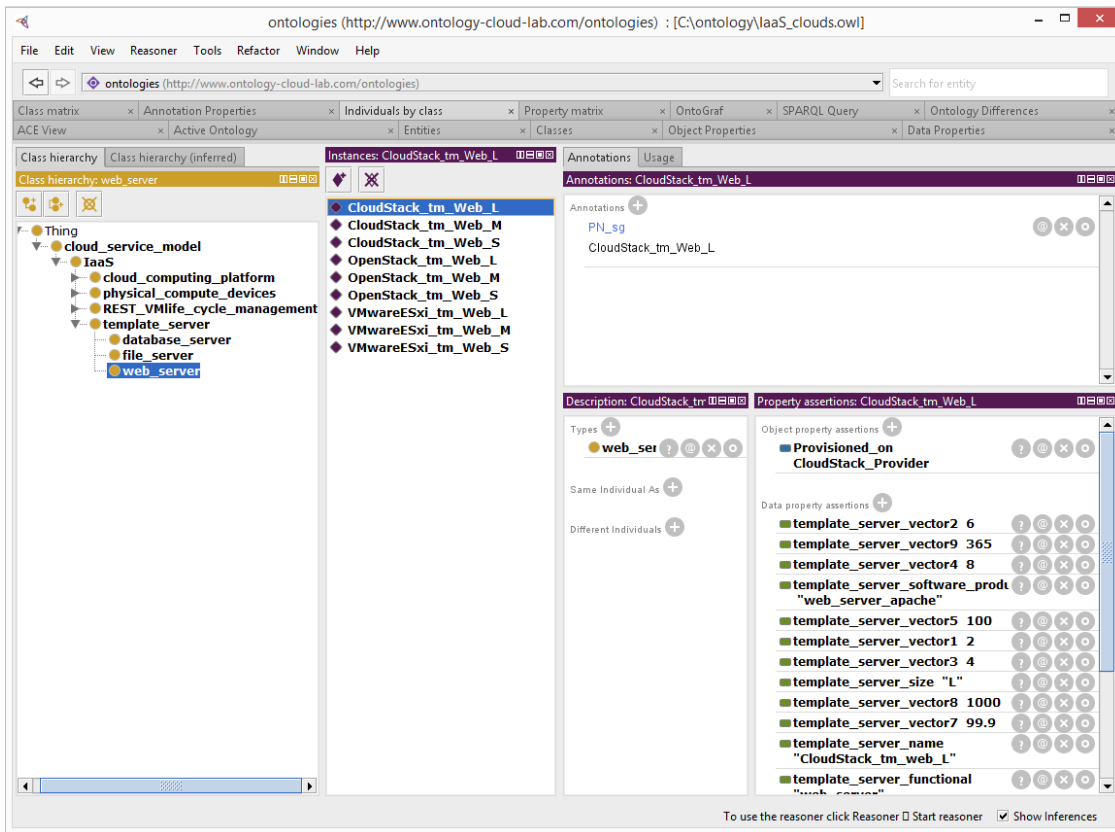 ontologies (http://www.ontology-cloud-lab.com/ontologies) : [C:\ontology\IaaS_clouds.owl]
File Edit View Reasoner Tools Refactor Window Help
ontologies (http://www.ontology-cloud-lab.com/ontologies)
Search for entity
Class matrix × Annotation Properties × Individuals by class × Property matrix × OntoGraf × SPARQL Query × Ontology Differences ×
ACE View × Active Ontology × Entities × Classes × Object Properties × Data Properties ×
Class hierarchy Class hierarchy (inferred)
Class hierarchy: web_server
Thing
cloud_service_model
IaaS
cloud_computing_platform
physical_compute_devices
REST_VMlife_cycle_management
template_server
database_server
file_server
web_server
Instances: CloudStack_tm_Web_L
CloudStack_tm_Web_L
CloudStack_tm_Web_M
CloudStack_tm_Web_S
OpenStack_tm_Web_L
OpenStack_tm_Web_M
OpenStack_tm_Web_S
VMwareESxi_tm_Web_L
VMwareESxi_tm_Web_M
VMwareESxi_tm_Web_S
Annotations Usage
Annotations: CloudStack_tm_Web_L
Annotations
PN_sg
CloudStack_tm_Web_L
Description: CloudStack_tr
Types
web_ser
Same Individual As
Different Individuals
Property assertions: CloudStack_tm_Web_L
Object property assertions
Provisioned_on
CloudStack_Provider
Data property assertions
template_server_vector2 6
template_server_vector9 365
template_server_vector4 8
template_server_software_produ
"web_server_apache"
template_server_vector5 100
template_server_vector1 2
template_server_vector3 4
template_server_size "L"
template_server_vector8 1000
template_server_vector7 99.9
template_server_name
"CloudStack_tm_web_L"
template_server_functional
"web_server"
To use the reasoner click Reasoner Start reasoner Show Inferences